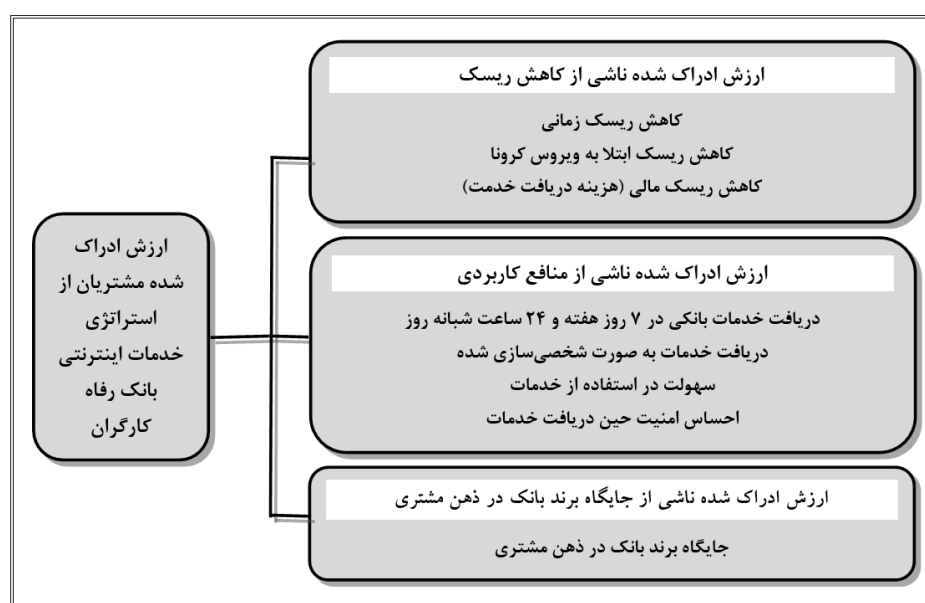 ارزش ادراک شده ناشی از کاهش ریسک
کاهش ریسک زمانی
کاهش ریسک ابتلا به ویروس کرونا
کاهش ریسک مالی (هزینه دریافت خدمت)
ارزش ادراک
شده مشتریان از
استراتژی
خدمات اینترنتی
بانک رفاه
کارگران
ارزش ادراک شده ناشی از منافع کاربردی
دریافت خدمات بانکی در ۷ روز هفته و ۲۴ ساعت شبانه روز
دریافت خدمات به صورت شخصی‌سازی شده
سهولت در استفاده از خدمات
احساس امنیت حین دریافت خدمات
ارزش ادراک شده ناشی از جایگاه برند بانک در ذهن مشتری
جایگاه برند بانک در ذهن مشتری